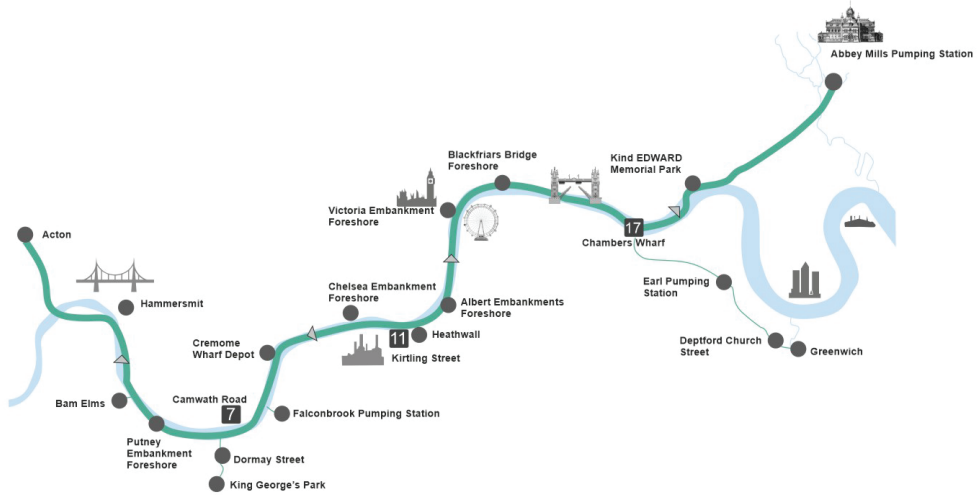 Abbey Mills Pumping Station
Blackfriars Bridge
Foreshore
Kind EDWARD
Memorial Park
Victoria Embankment
Foreshore
17
Chambers Wharf
Acton
Earl Pumping
Station
Chelsea Embankment
Foreshore
Albert Embankments
Foreshore
Hammersmit
Heathwall
11
Kirtling Street
Deptford Church
Street
Greenwich
Cremome
Wharf Depot
Bam Elms
Camwath Road
7
Falconbrook Pumping Station
Putney
Embankment
Foreshore
Dormay Street
King George's Park